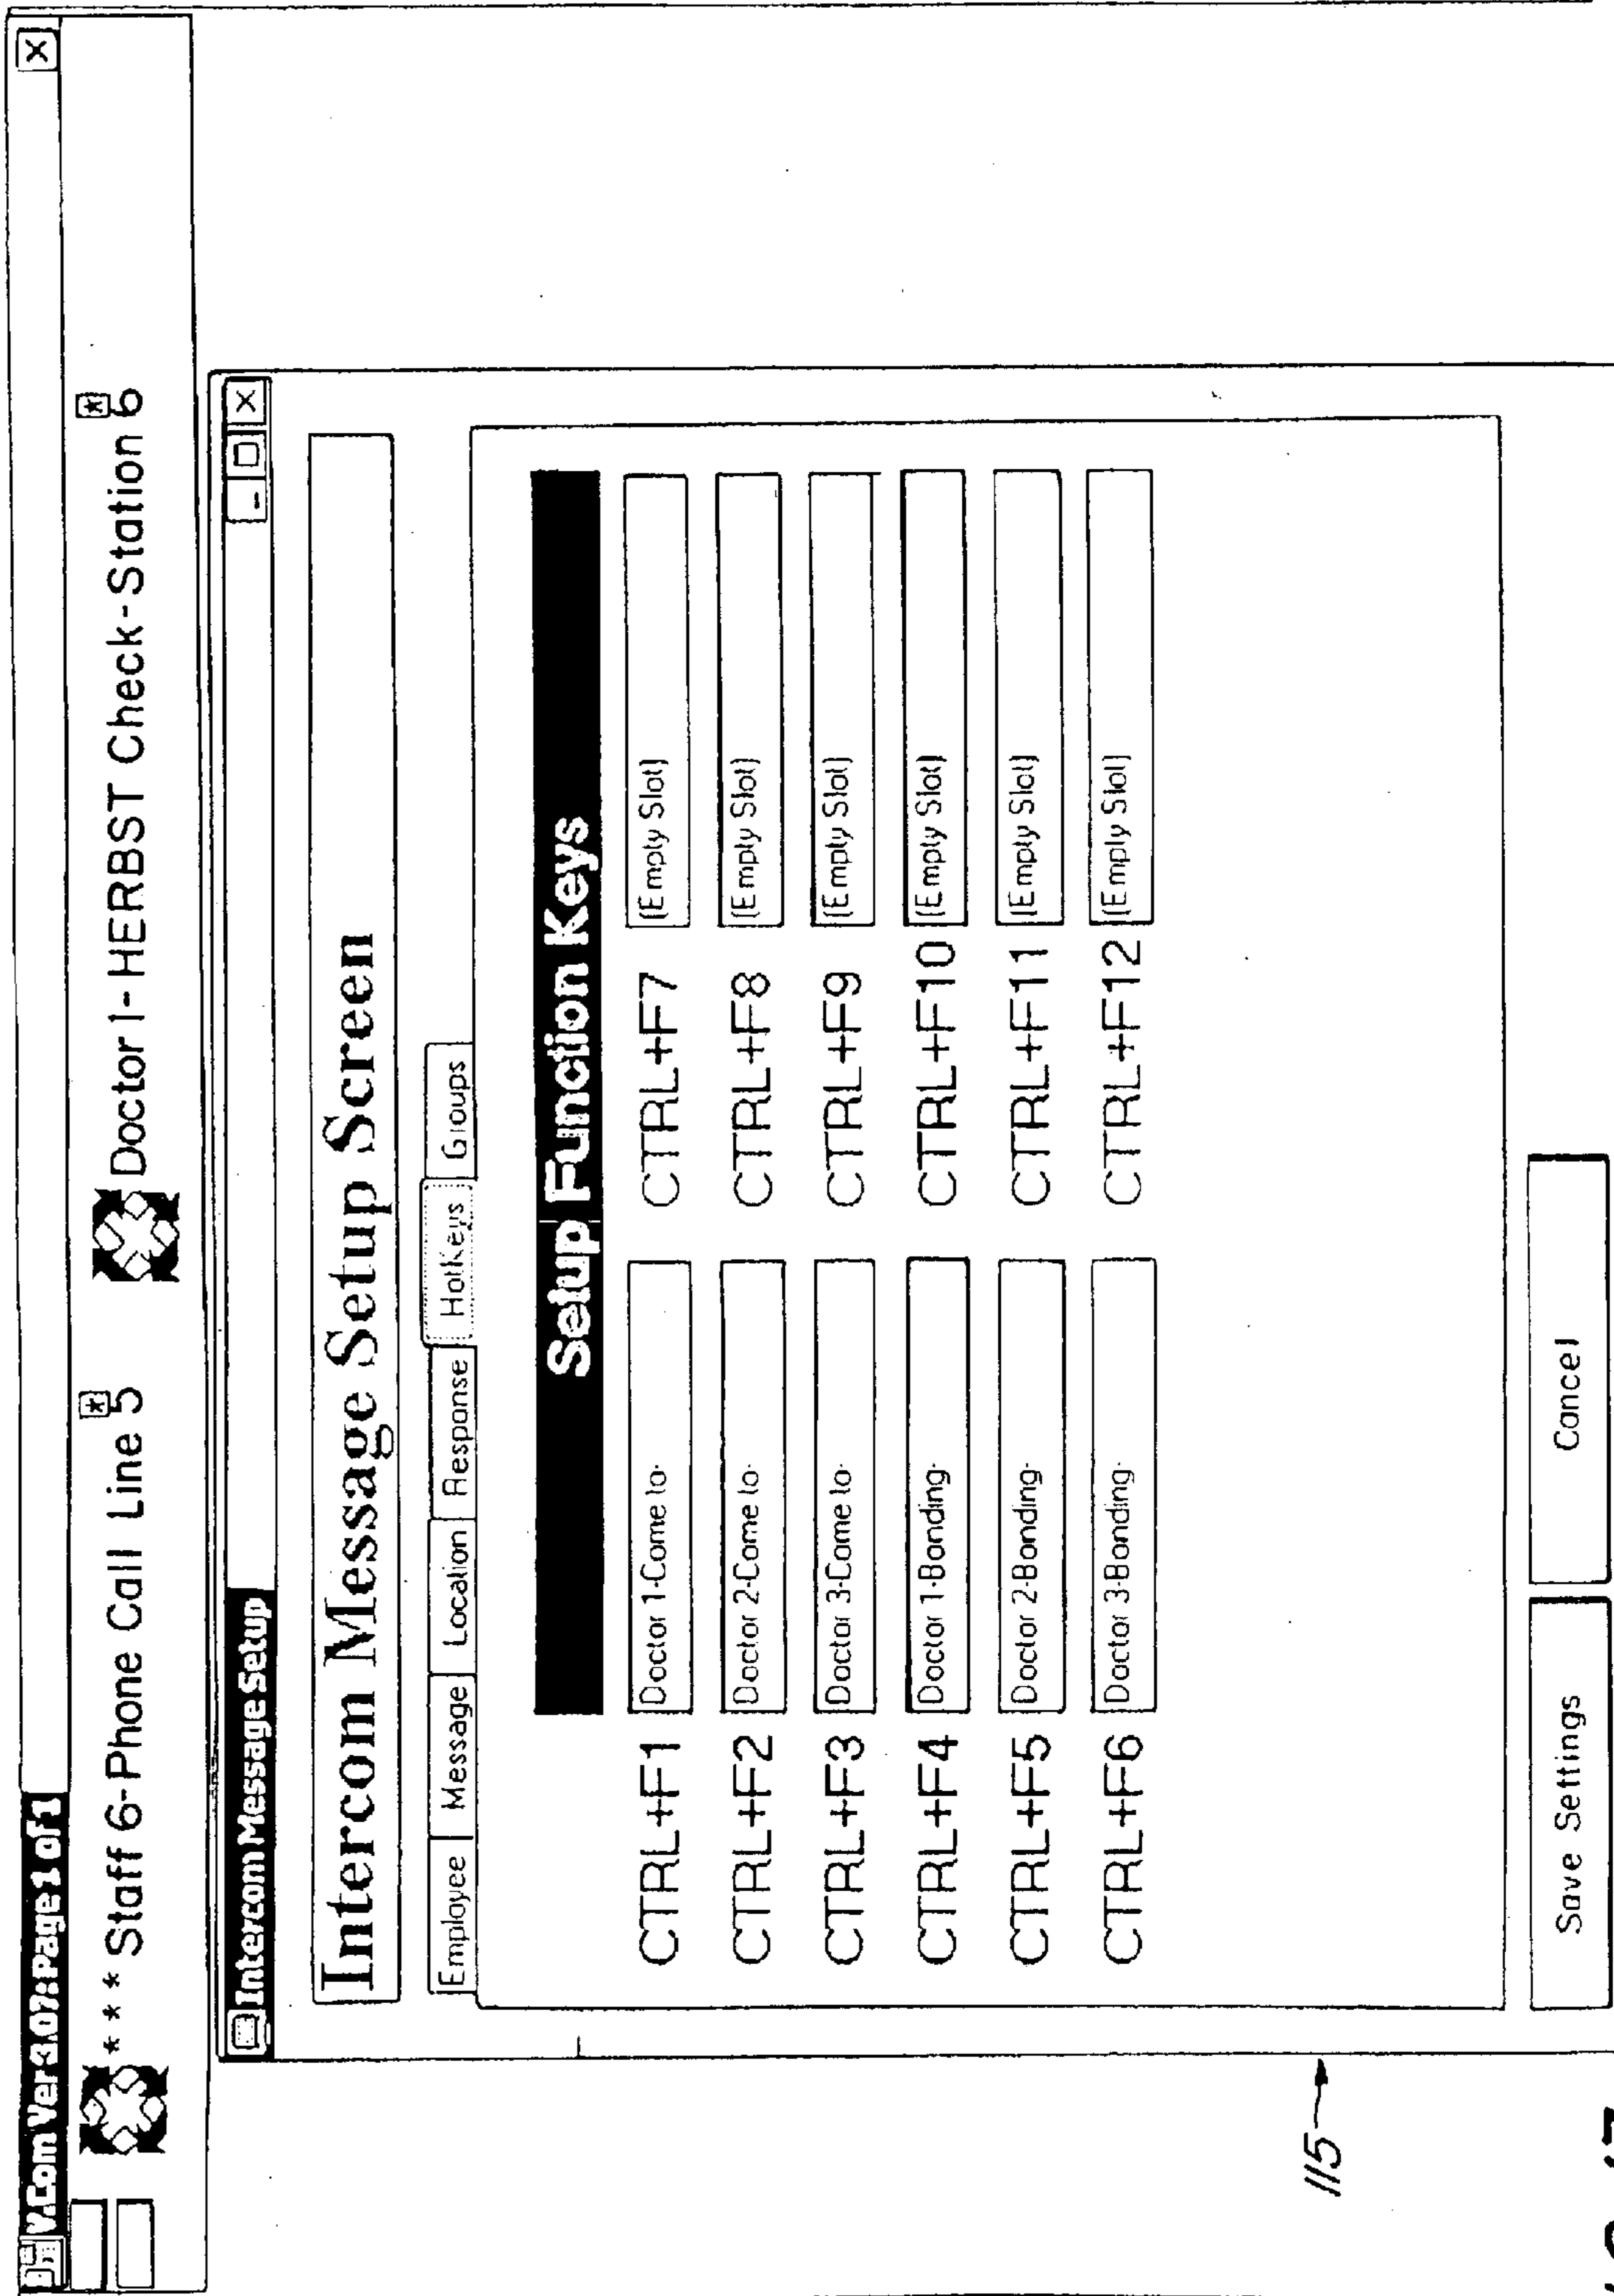 V.Com Ver 3.07: Page 1 of 1
X
*** Staff 6-Phone Call Line 5
Doctor 1-HERBST Check-Station 6
Intercom Message Setup
Intercom Message Setup Screen
Employee Message Location Response HotKeys Groups
Setup Function Keys
CTRL+F1 Doctor 1-Come to- CTRL+F7 (Empty Slot)
CTRL+F2 Doctor 2-Come to- CTRL+F8 (Empty Slot)
CTRL+F3 Doctor 3-Come to- CTRL+F9 (Empty Slot)
CTRL+F4 Doctor 1-Bonding- CTRL+F10 (Empty Slot)
CTRL+F5 Doctor 2-Bonding- CTRL+F11 (Empty Slot)
CTRL+F6 Doctor 3-Bonding- CTRL+F12 (Empty Slot)
Save Settings Cancel
115